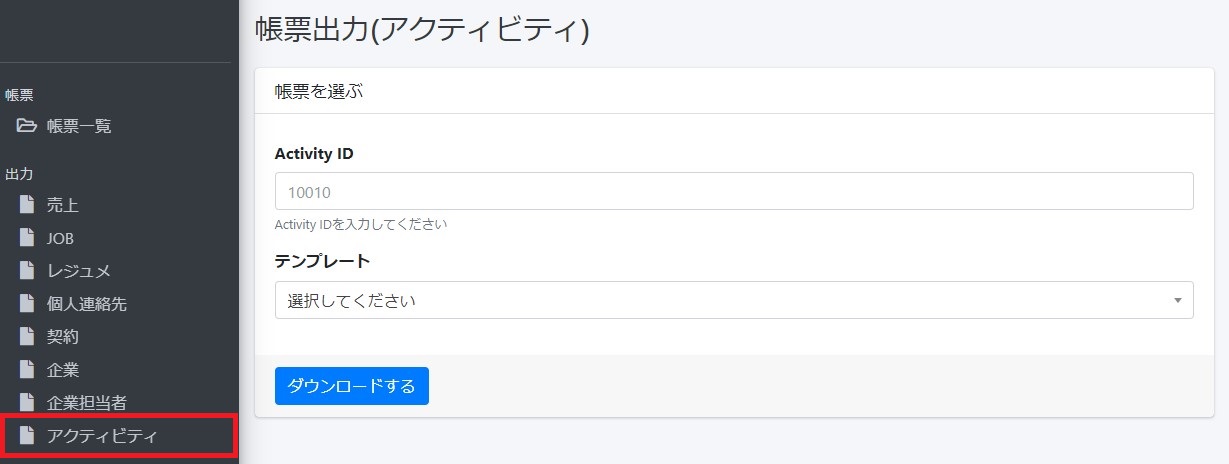 帳票
帳票一覧
出力
売上
JOB
レジュメ
個人連絡先
契約
企業
企業担当者
アクティビティ
帳票出力(アクティビティ)
帳票を選ぶ
Activity ID
10010
Activity IDを入力してください
テンプレート
選択してください
ダウンロードする